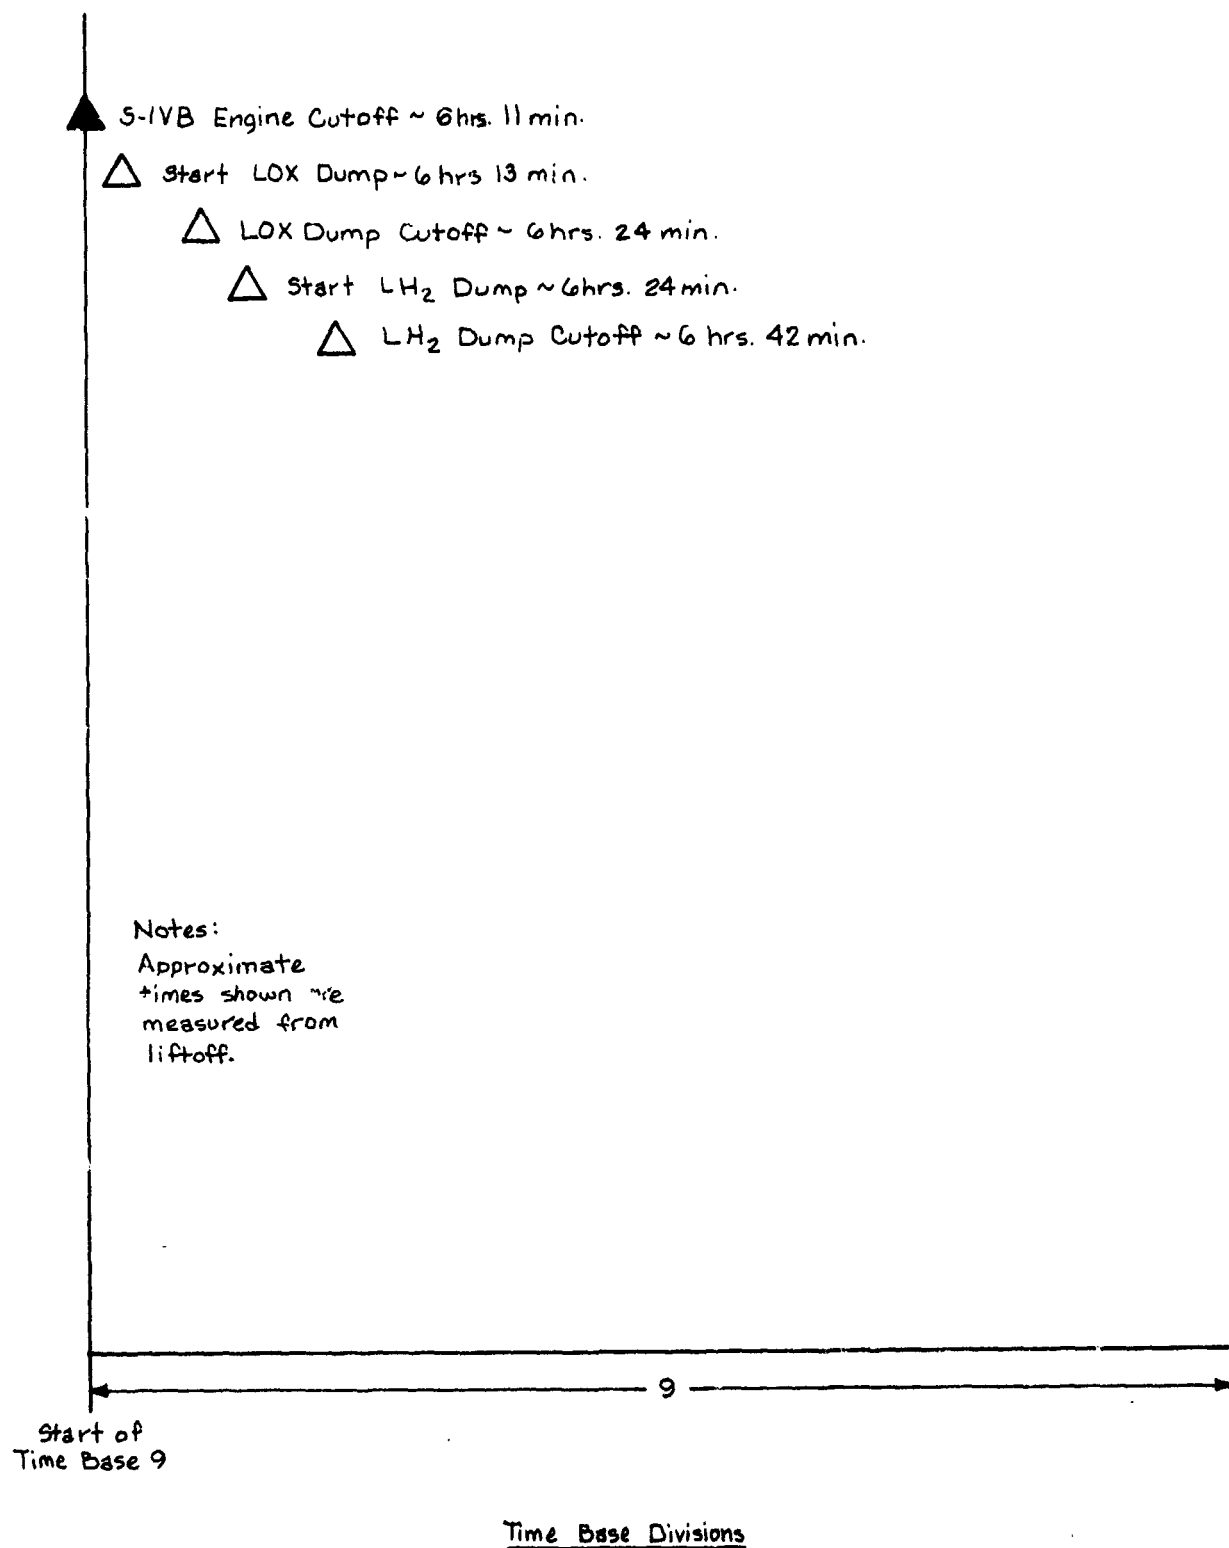 S-IVB Engine Cutoff ~ 6hrs. 11 min.
Start LOX Dump ~ 6 hrs 13 min.
LOX Dump Cutoff ~ 6hrs. 24 min.
Start LH₂ Dump ~ 6hrs. 24 min.
LH₂ Dump Cutoff ~ 6 hrs. 42 min.
Notes:
Approximate
times shown are
measured from
liftoff.
9
Start of
Time Base 9
Time Base Divisions